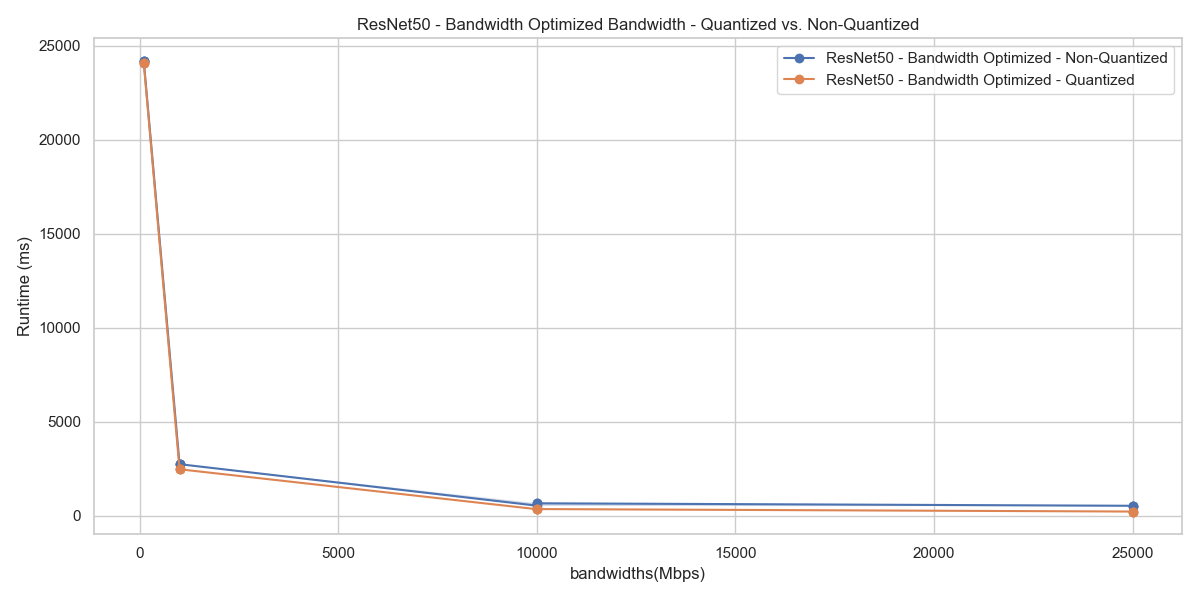 ResNet50 - Bandwidth Optimized Bandwidth - Quantized vs. Non-Quantized
ResNet50 - Bandwidth Optimized - Non-Quantized
ResNet50 - Bandwidth Optimized - Quantized
Runtime (ms)
25000
20000
15000
10000
5000
0
0 5000 10000 15000 20000 25000
bandwidths(Mbps)